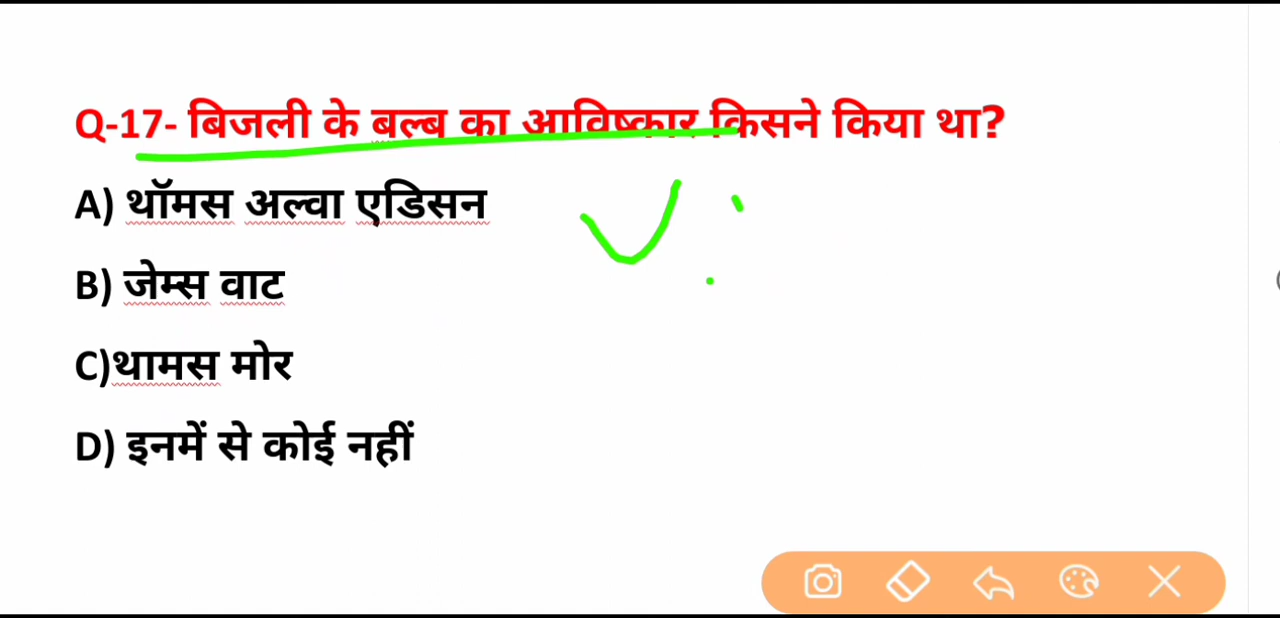 Q-17- बिजली के बल्ब का आविष्कार किसने किया था?
A) थॉमस अल्वा एडिसन
B) जेम्स वाट
C)थामस मोर
D) इनमें से कोई नहीं